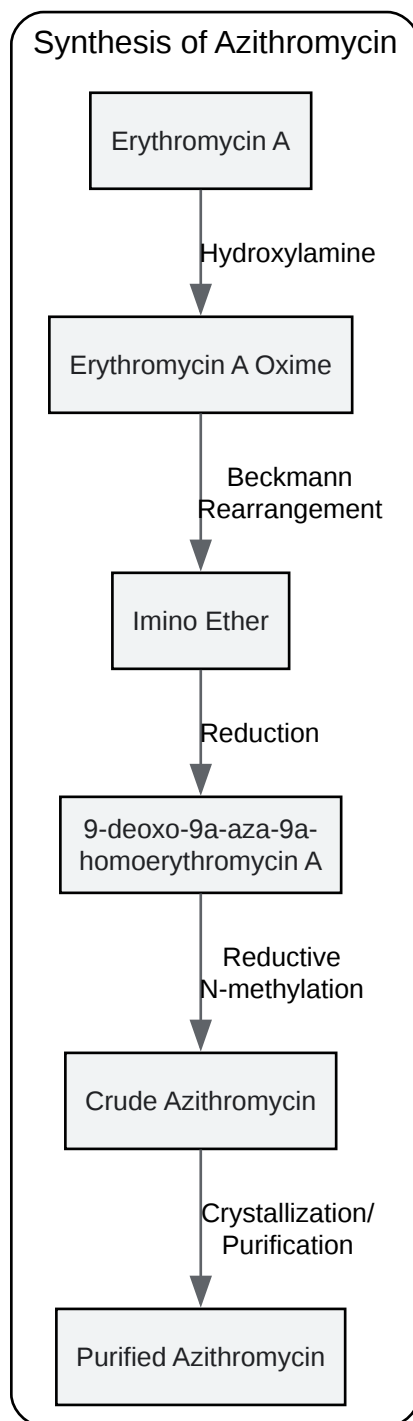 Synthesis of Azithromycin
Erythromycin A
Hydroxylamine
Erythromycin A Oxime
Beckmann
Rearrangement
Imino Ether
Reduction
9-deoxo-9a-aza-9a-
homoerythromycin A
Reductive
N-methylation
Crude Azithromycin
Crystallization/
Purification
Purified Azithromycin